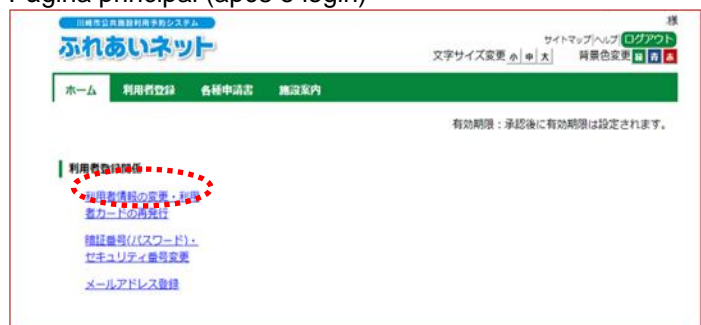 Página principal (após o login)
川崎市公共施設利用予約システム
様
ふれあいネット
サイトマップ|ヘルプ|ログアウト
文字サイズ変更 小 中 大 背景色変更 緑 青 赤
ホーム 利用者登録 各種申請書 施設案内
有効期限：承認後に有効期限は設定されます。
利用者登録関係
利用者情報の変更・利用
者カードの再発行
暗証番号(パスワード)・
セキュリティ番号変更
メールアドレス登録